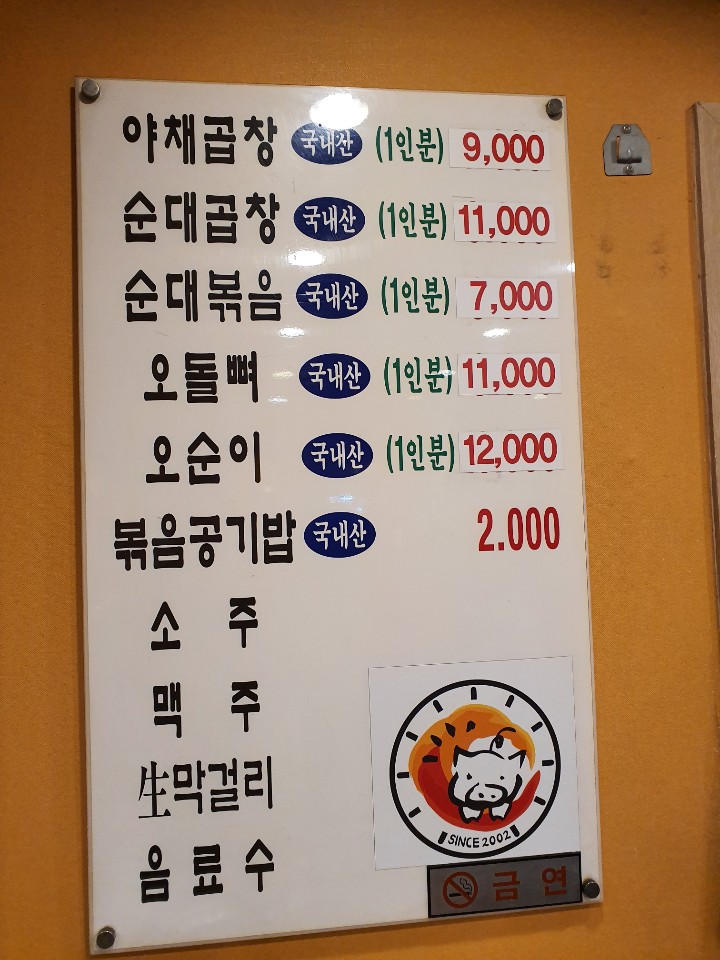 야채곱창 국내산 (1인분) 9,000
순대곱창 국내산 (1인분) 11,000
순대볶음 국내산 (1인분) 7,000
오돌뼈 국내산 (1인분) 11,000
오순이 국내산 (1인분) 12,000
볶음공기밥 국내산 2.000
소 주
맥 주
生막걸리
음 료 수
SINCE 2002
금 연